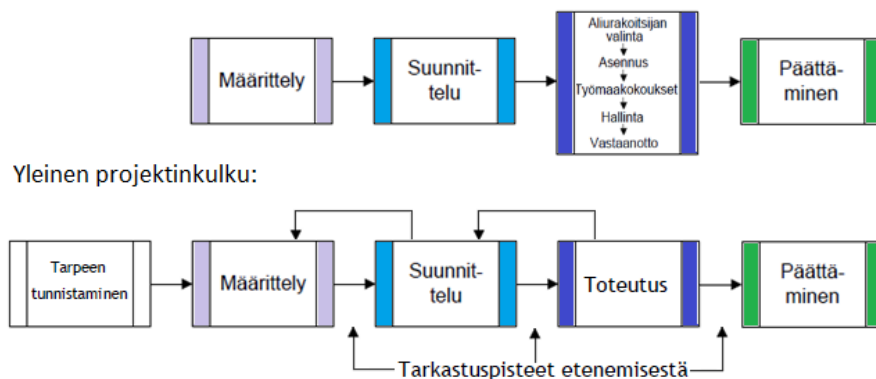 Määrittely
Suunnit-
telu
Aliurakoitsijan
valinta
Asennus
Työmaakokoukset
Hallinta
Vastaanotto
Päättä-
minen
Yleinen projektinkulku:
Tarpeen
tunnistaminen
Määrittely
Suunnit-
telu
Toteutus
Päättä-
minen
Tarkastuspisteet etenemisestä